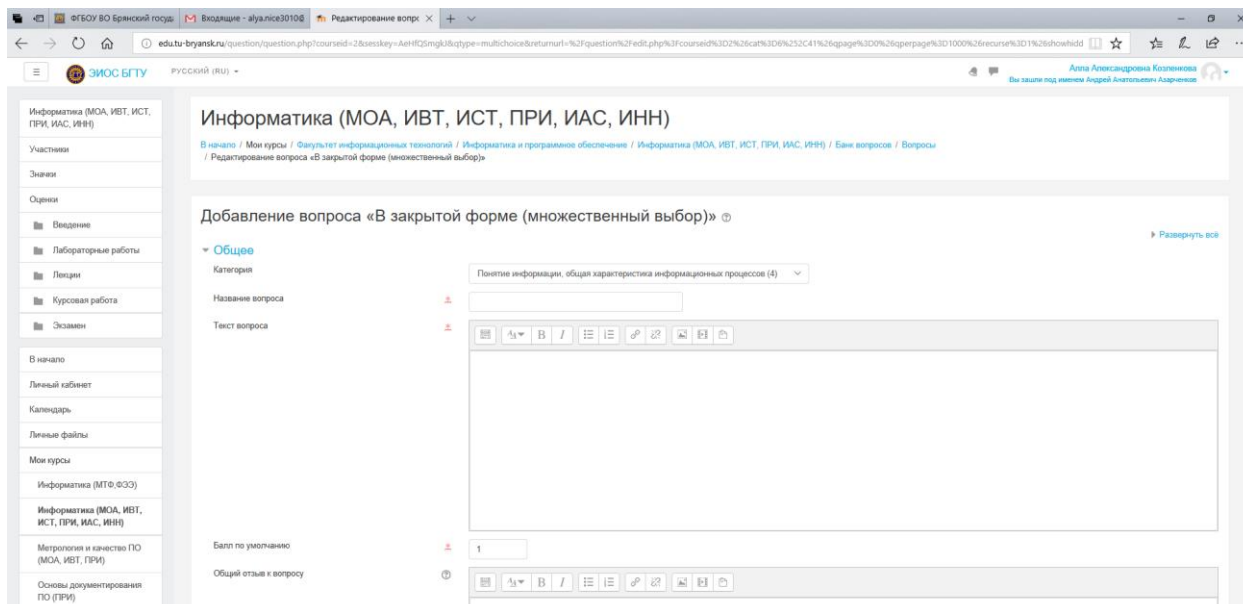 ФГБОУ ВО Брянский госуд
Входящие - alya.nice3010@
Редактирование вопро
edu.tu-bryansk.ru/question/question.php?courseid=2&sesskey=AeHfQSmgkJ&qtype=multichoice&returnurl=%2Fquestion%2Fedit.php%3Fcourseid%3D2%26cat%3D6%252C41%26qpage%3D0%26qperpage%3D1000%26recurse%3D1%26showhidd
ЭИОС БГТУ
РУССКИЙ (RU)
Алла Александровна Козленкова
Вы зашли под именем Андрей Анатольевич Азарченков
Информатика (МОА, ИВТ, ИСТ,
ПРИ, ИАС, ИНН)
Участники
Значки
Оценки
Введение
Лабораторные работы
Лекции
Курсовая работа
Экзамен
В начало
Личный кабинет
Календарь
Личные файлы
Мои курсы
Информатика (МТФ,ФЭЭ)
Информатика (МОА, ИВТ,
ИСТ, ПРИ, ИАС, ИНН)
Метрология и качество ПО
(МОА, ИВТ, ПРИ)
Основы документирования
ПО (ПРИ)
Информатика (МОА, ИВТ, ИСТ, ПРИ, ИАС, ИНН)
В начало / Мои курсы / Факультет информационных технологий / Информатика и программное обеспечение / Информатика (МОА, ИВТ, ИСТ, ПРИ, ИАС, ИНН) / Банк вопросов / Вопросы
/ Редактирование вопроса «В закрытой форме (множественный выбор)»
Добавление вопроса «В закрытой форме (множественный выбор)»
Развернуть всё
Общее
Категория
Понятие информации, общая характеристика информационных процессов (4)
Название вопроса
Текст вопроса
B I
Балл по умолчанию
1
Общий отзыв к вопросу
B I